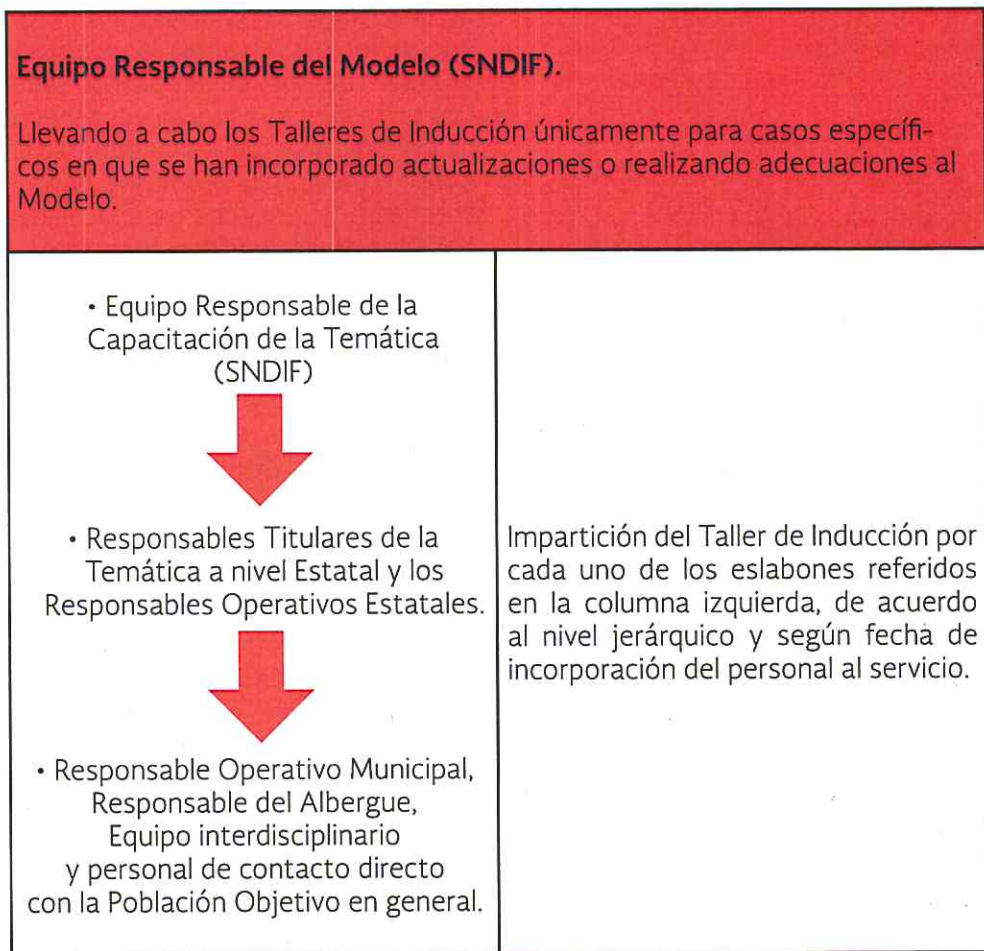 Equipo Responsable del Modelo (SNDIF).
Llevando a cabo los Talleres de Inducción únicamente para casos específi-
cos en que se han incorporado actualizaciones o realizando adecuaciones al
Modelo.
• Equipo Responsable de la
Capacitación de la Temática
(SNDIF)
• Responsables Titulares de la
Temática a nivel Estatal y los
Responsables Operativos Estatales.
• Responsable Operativo Municipal,
Responsable del Albergue,
Equipo interdisciplinario
y personal de contacto directo
con la Población Objetivo en general.
Impartición del Taller de Inducción por
cada uno de los eslabones referidos
en la columna izquierda, de acuerdo
al nivel jerárquico y según fecha de
incorporación del personal al servicio.